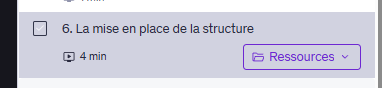 6. La mise en place de la structure
4 min
Ressources